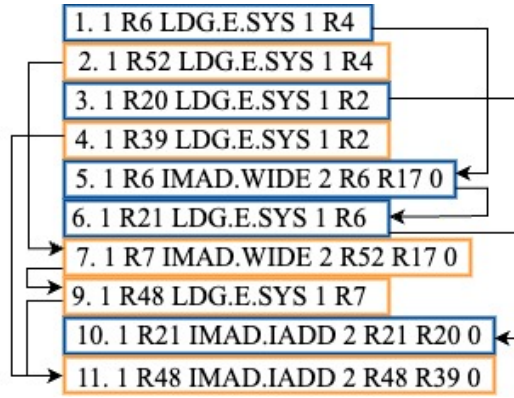 1. 1 R6 LDG.E.SYS 1 R4
2. 1 R52 LDG.E.SYS 1 R4
3. 1 R20 LDG.E.SYS 1 R2
4. 1 R39 LDG.E.SYS 1 R2
5. 1 R6 IMAD.WIDE 2 R6 R17 0
6. 1 R21 LDG.E.SYS 1 R6
7. 1 R7 IMAD.WIDE 2 R52 R17 0
9. 1 R48 LDG.E.SYS 1 R7
10. 1 R21 IMAD.IADD 2 R21 R20 0
11. 1 R48 IMAD.IADD 2 R48 R39 0